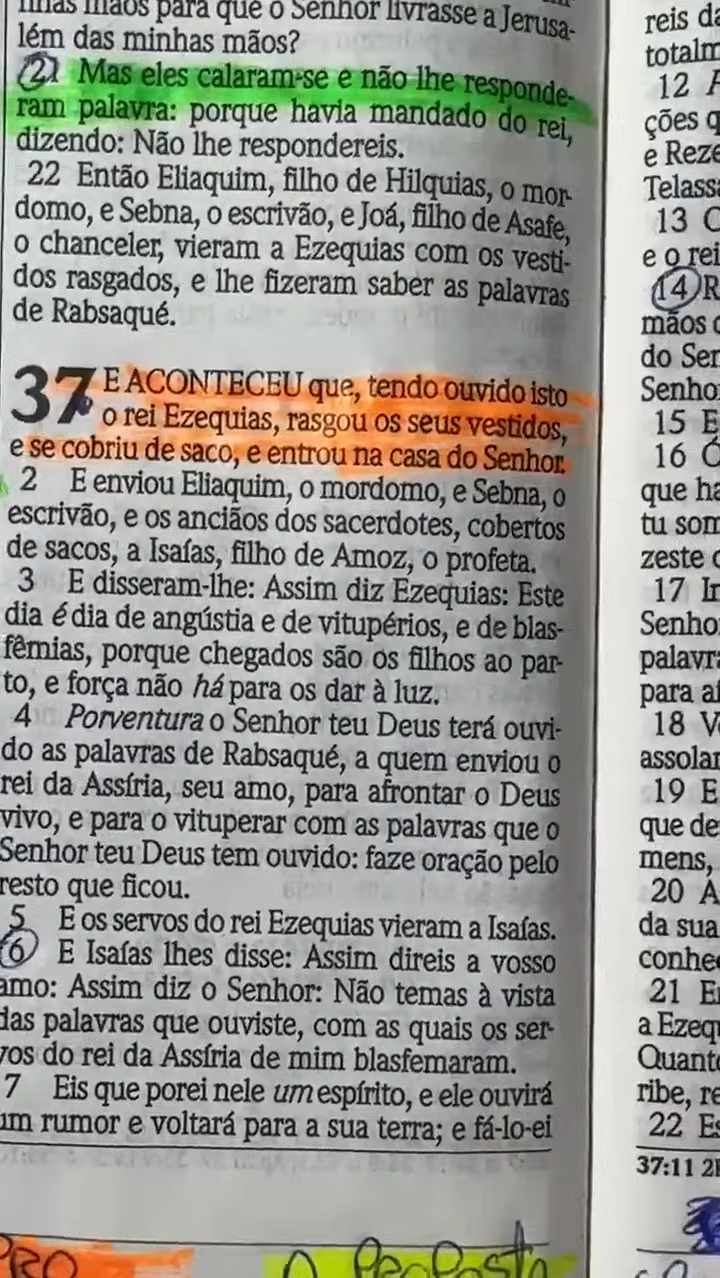 mãos para que o Senhor livrasse a Jerusa-
lém das minhas mãos?
21 Mas eles calaram-se e não lhe responde-
ram palavra: porque havia mandado do rei,
dizendo: Não lhe respondereis.
22 Então Eliaquim, filho de Hilquias, o mor-
domo, e Sebna, o escrivão, e Joá, filho de Asafe,
o chanceler, vieram a Ezequias com os vesti-
dos rasgados, e lhe fizeram saber as palavras
de Rabsaqué.
37 E ACONTECEU que, tendo ouvido isto
o rei Ezequias, rasgou os seus vestidos,
e se cobriu de saco, e entrou na casa do Senhor.
2 E enviou Eliaquim, o mordomo, e Sebna, o
escrivão, e os anciãos dos sacerdotes, cobertos
de sacos, a Isaías, filho de Amoz, o profeta.
3 E disseram-lhe: Assim diz Ezequias: Este
dia é dia de angústia e de vitupérios, e de blas-
fêmias, porque chegados são os filhos ao par-
to, e força não há para os dar à luz.
4 Porventura o Senhor teu Deus terá ouvi-
do as palavras de Rabsaqué, a quem enviou o
rei da Assíria, seu amo, para afrontar o Deus
vivo, e para o vituperar com as palavras que o
Senhor teu Deus tem ouvido: faze oração pelo
resto que ficou.
5 E os servos do rei Ezequias vieram a Isaías.
6 E Isaías lhes disse: Assim direis a vosso
amo: Assim diz o Senhor: Não temas à vista
das palavras que ouviste, com as quais os ser-
vos do rei da Assíria de mim blasfemaram.
7 Eis que porei nele um espírito, e ele ouvirá
um rumor e voltará para a sua terra; e fá-lo-ei
O PROPOSTA
reis
12
ções
e Reze
Telass
13
e o rei
14
mãos
do Sen
Senho
15 E
16
que ha
tu som
zeste
17
Senho
palavra
para
18
assolar
19 E
que de
mens,
20 A
da sua
conhe
21
a Ezeq
Quanto
ribe, re
22 Es
37:11